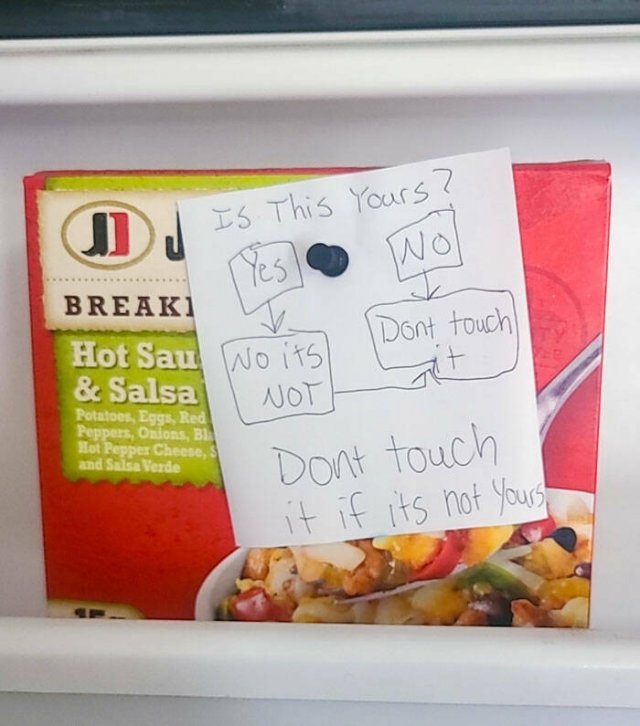 Is This Yours?
Yes
No
No its
NOT
Dont touch
it
Dont touch
it if its not Yours
J
BREAK
Hot Sau
& Salsa
Potatoes, Eggs, Red
Peppers, Onions, Bl
Hot Pepper Cheese, S
and Salsa Verde